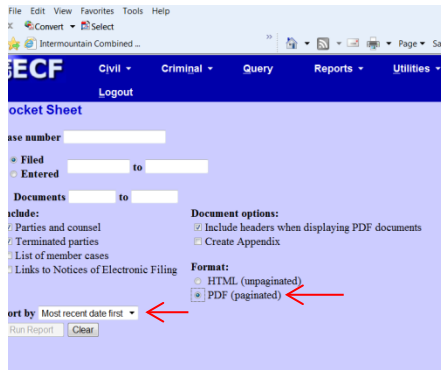 File Edit View Favorites Tools Help
x Convert Select
Intermountain Combined ... » Page Sa
ECF Civil Criminal Query Reports Utilities
Logout
ocket Sheet
ase number
Filed
to
Entered
Documents to
nclude: Document options:
Parties and counsel Include headers when displaying PDF documents
Terminated parties Create Appendix
List of member cases
Links to Notices of Electronic Filing Format:
HTML (unpaginated)
PDF (paginated)
ort by Most recent date first
Run Report Clear